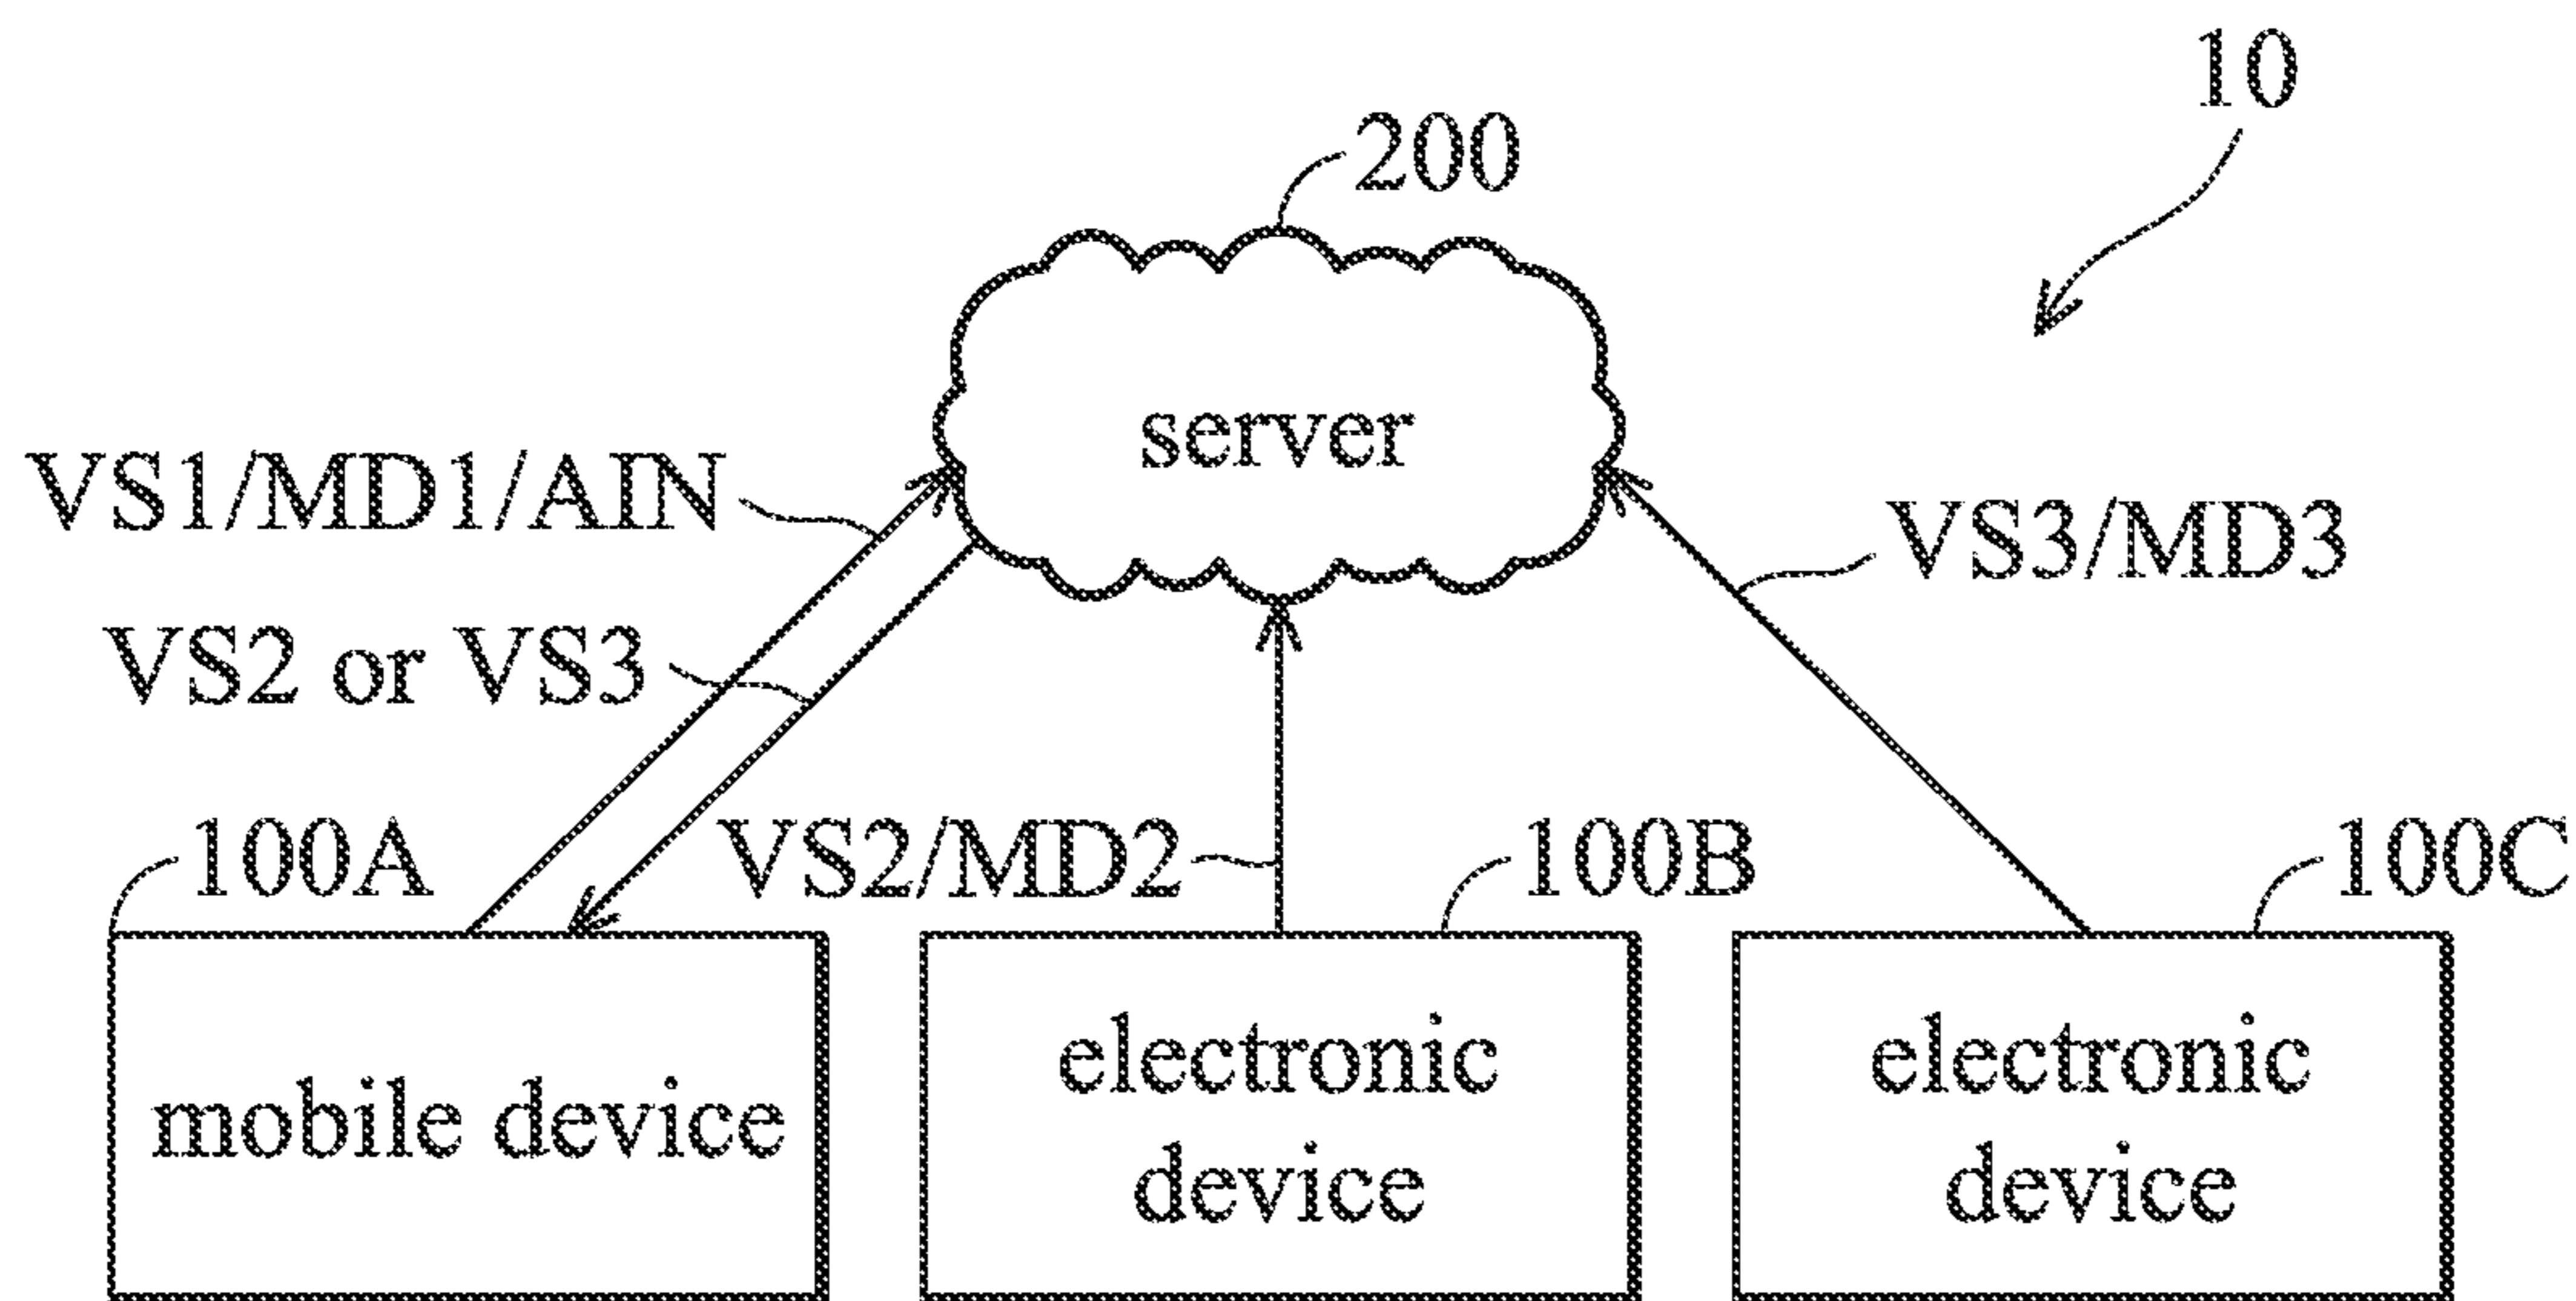 10
200
server
VS1/MD1/AIN
VS3/MD3
VS2 or VS3
100A
VS2/MD2
100B
100C
mobile device
electronic
device
electronic
device